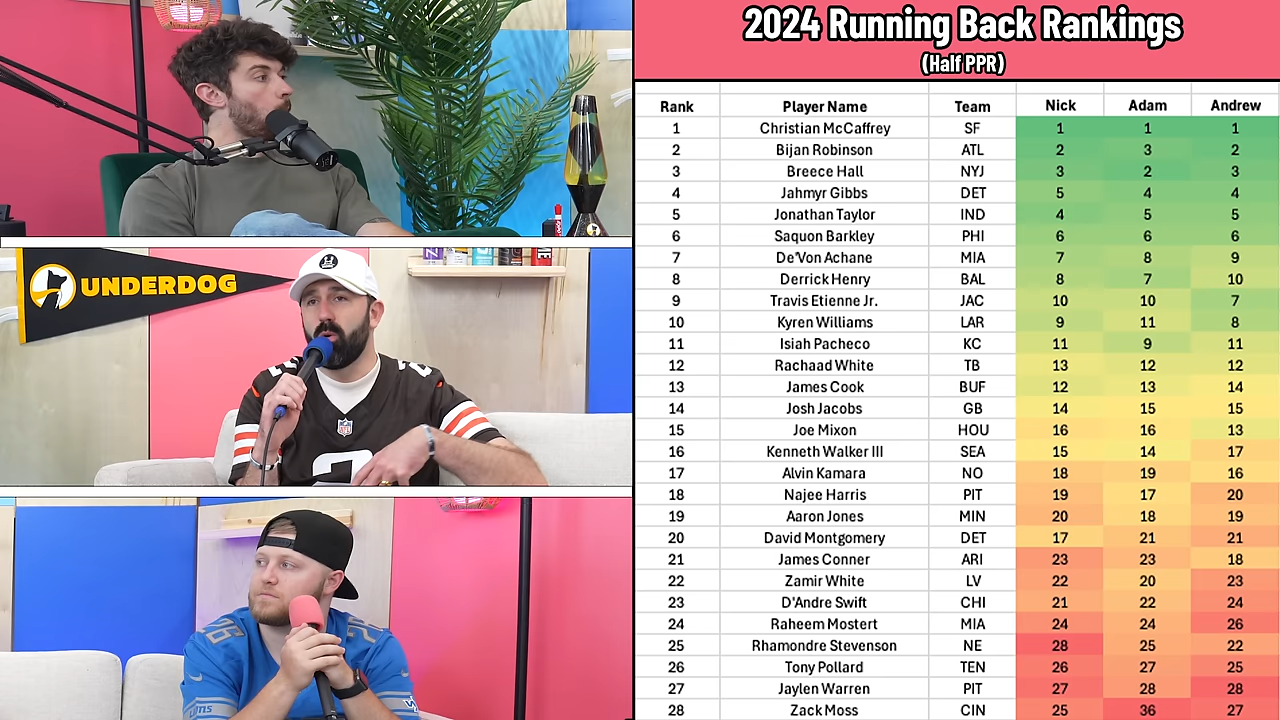 2024 Running Back Rankings
(Half PPR)
Rank Player Name Team Nick Adam Andrew
1 Christian McCaffrey SF 1 1 1
2 Bijan Robinson ATL 2 3 2
3 Breece Hall NYJ 3 2 3
4 Jahmyr Gibbs DET 5 4 4
5 Jonathan Taylor IND 4 5 5
6 Saquon Barkley PHI 6 6 6
7 De'Von Achane MIA 7 8 9
8 Derrick Henry BAL 8 7 10
9 Travis Etienne Jr. JAC 10 10 7
10 Kyren Williams LAR 9 11 8
11 Isiah Pacheco KC 11 9 11
12 Rachaad White TB 13 12 12
13 James Cook BUF 12 13 14
14 Josh Jacobs GB 14 15 15
15 Joe Mixon HOU 16 16 13
16 Kenneth Walker III SEA 15 14 17
17 Alvin Kamara NO 18 19 16
18 Najee Harris PIT 19 17 20
19 Aaron Jones MIN 20 18 19
20 David Montgomery DET 17 21 21
21 James Conner ARI 23 23 18
22 Zamir White LV 22 20 23
23 D'Andre Swift CHI 21 22 24
24 Raheem Mostert MIA 24 24 26
25 Rhamondre Stevenson NE 28 25 22
26 Tony Pollard TEN 26 27 25
27 Jaylen Warren PIT 27 28 28
28 Zack Moss CIN 25 36 27
UNDERDOG
NFL
26